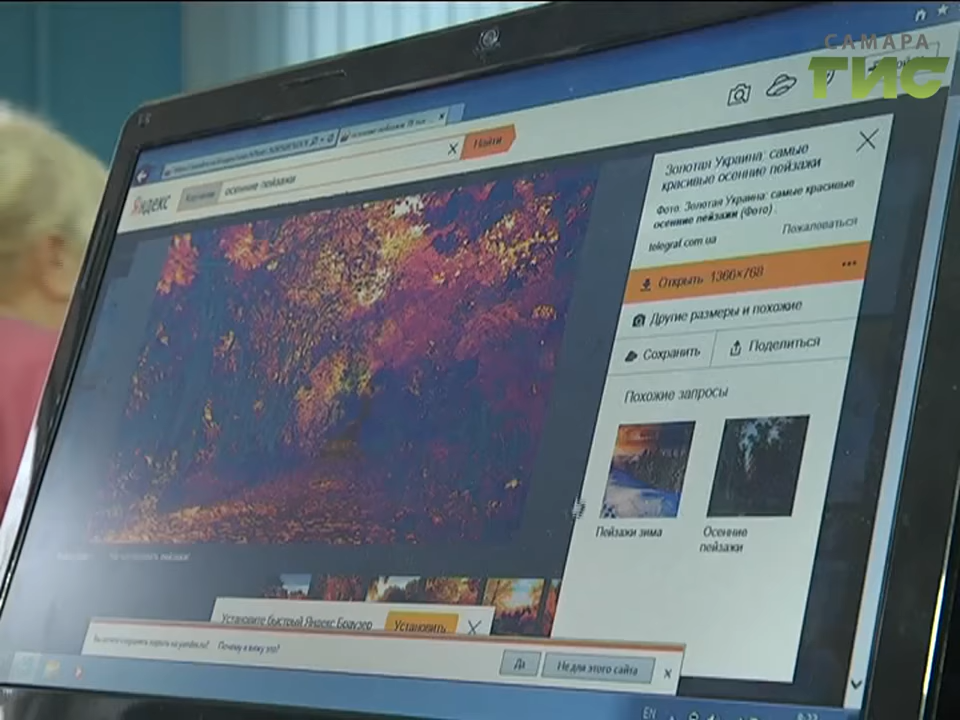 САМАРА
ТИС
Яндекс
Картинки
осенние пейзажи
Найти
Золотая Украина: самые
красивые осенние пейзажи
Фото. Золотая Украина: самые красивые
осенние пейзажи (Фото).
telegraf.com.ua
Пожаловаться
Открыть 1366×768
Другие размеры и похожие
Сохранить
Поделиться
Похожие запросы
Пейзажи зима
Осенние
пейзажи
Установите быстрый Яндекс.Браузер
Установить
Почему я вижу это?
Да
Не для этого сайта
EN